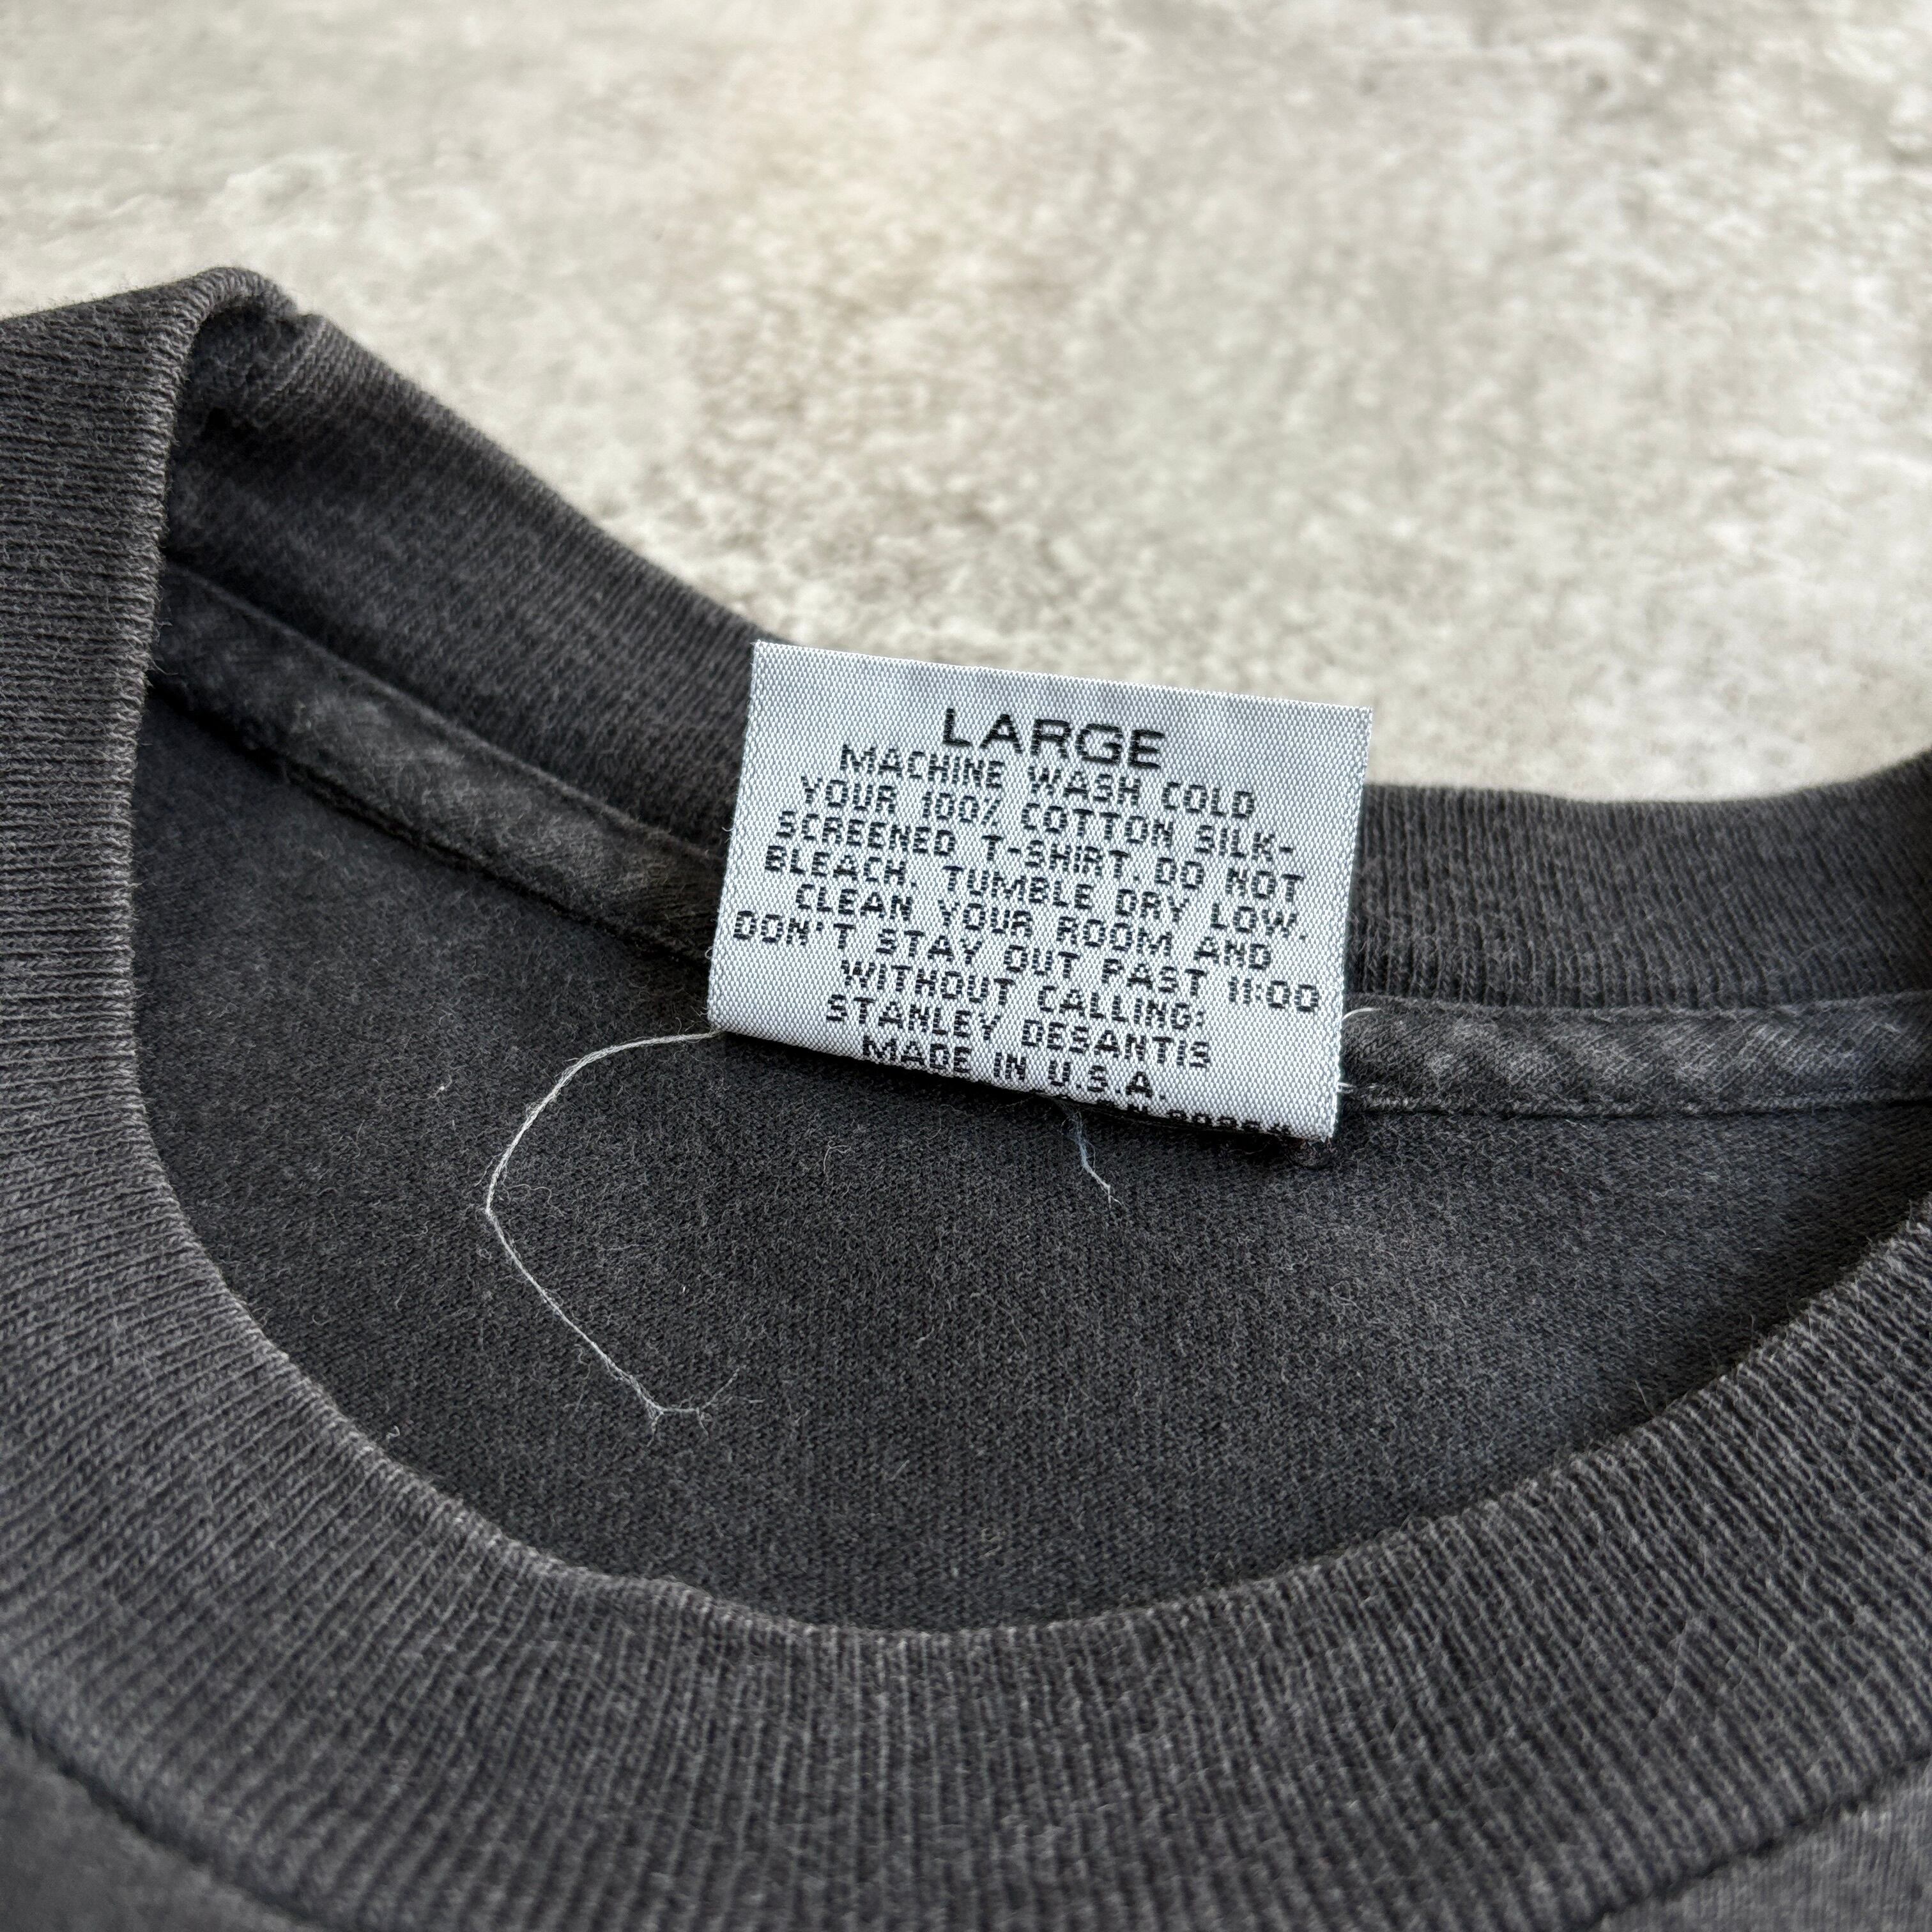 LARGE
MACHINE WASH COLD
YOUR 100% COTTON SILK-
SCREENED T-SHIRT. DO NOT
BLEACH. TUMBLE DRY LOW.
CLEAN YOUR ROOM AND
DON'T STAY OUT PAST 11:00
WITHOUT CALLING:
STANLEY DESANTIS
MADE IN U.S.A.